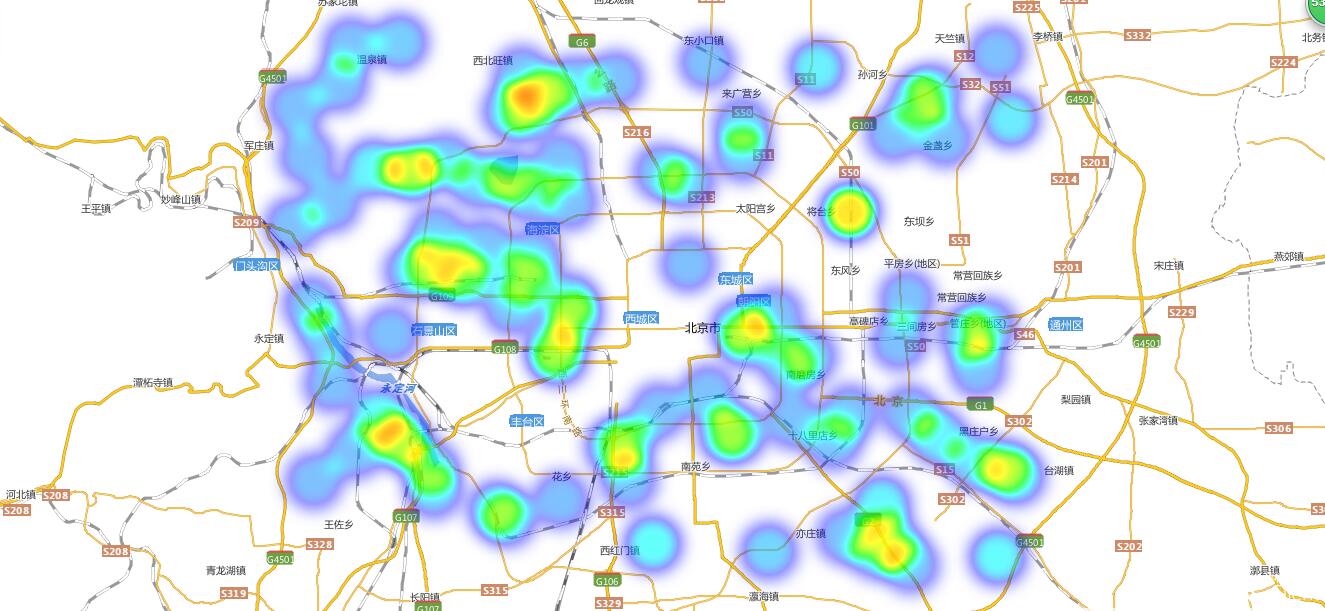 苏家坨镇
回龙观镇
S225
53
天竺镇
李桥镇
S332
北务
G6
东小口镇
S12
S224
温泉镇
西北旺镇
孙河乡
G4501
S11
S32
S51
来广营乡
G4501
S50
G101
S216
军庄镇
金盏乡
S11
S201
S50
S214
王平镇
妙峰山镇
S213
太阳宫乡
将台
东坝乡
S209
海淀区
S51
门头沟区
东风乡
平房乡(地区)
S201
宋庄镇
燕郊镇
东城区
常营回族乡
G109
朝阳区
常营回族乡
S229
西城区
北京市
高碑店乡
三间房乡
管庄乡(地区)
通州区
石景山区
永定镇
S46
G108
S50
G4501
潭柘寺镇
永定河
南磨房乡
北京
G1
梨园镇
丰台区
S302
张家湾镇
S306
十八里店乡
黑庄户乡
花乡
南苑乡
S215
S15
台湖镇
河北镇
S208
S208
S302
G107
S315
王佐乡
亦庄镇
S328
西红门镇
G4501
S202
S208
G4501
青龙湖镇
G106
漷县镇
S319
S315
长阳镇
S329
瀛海镇
G107